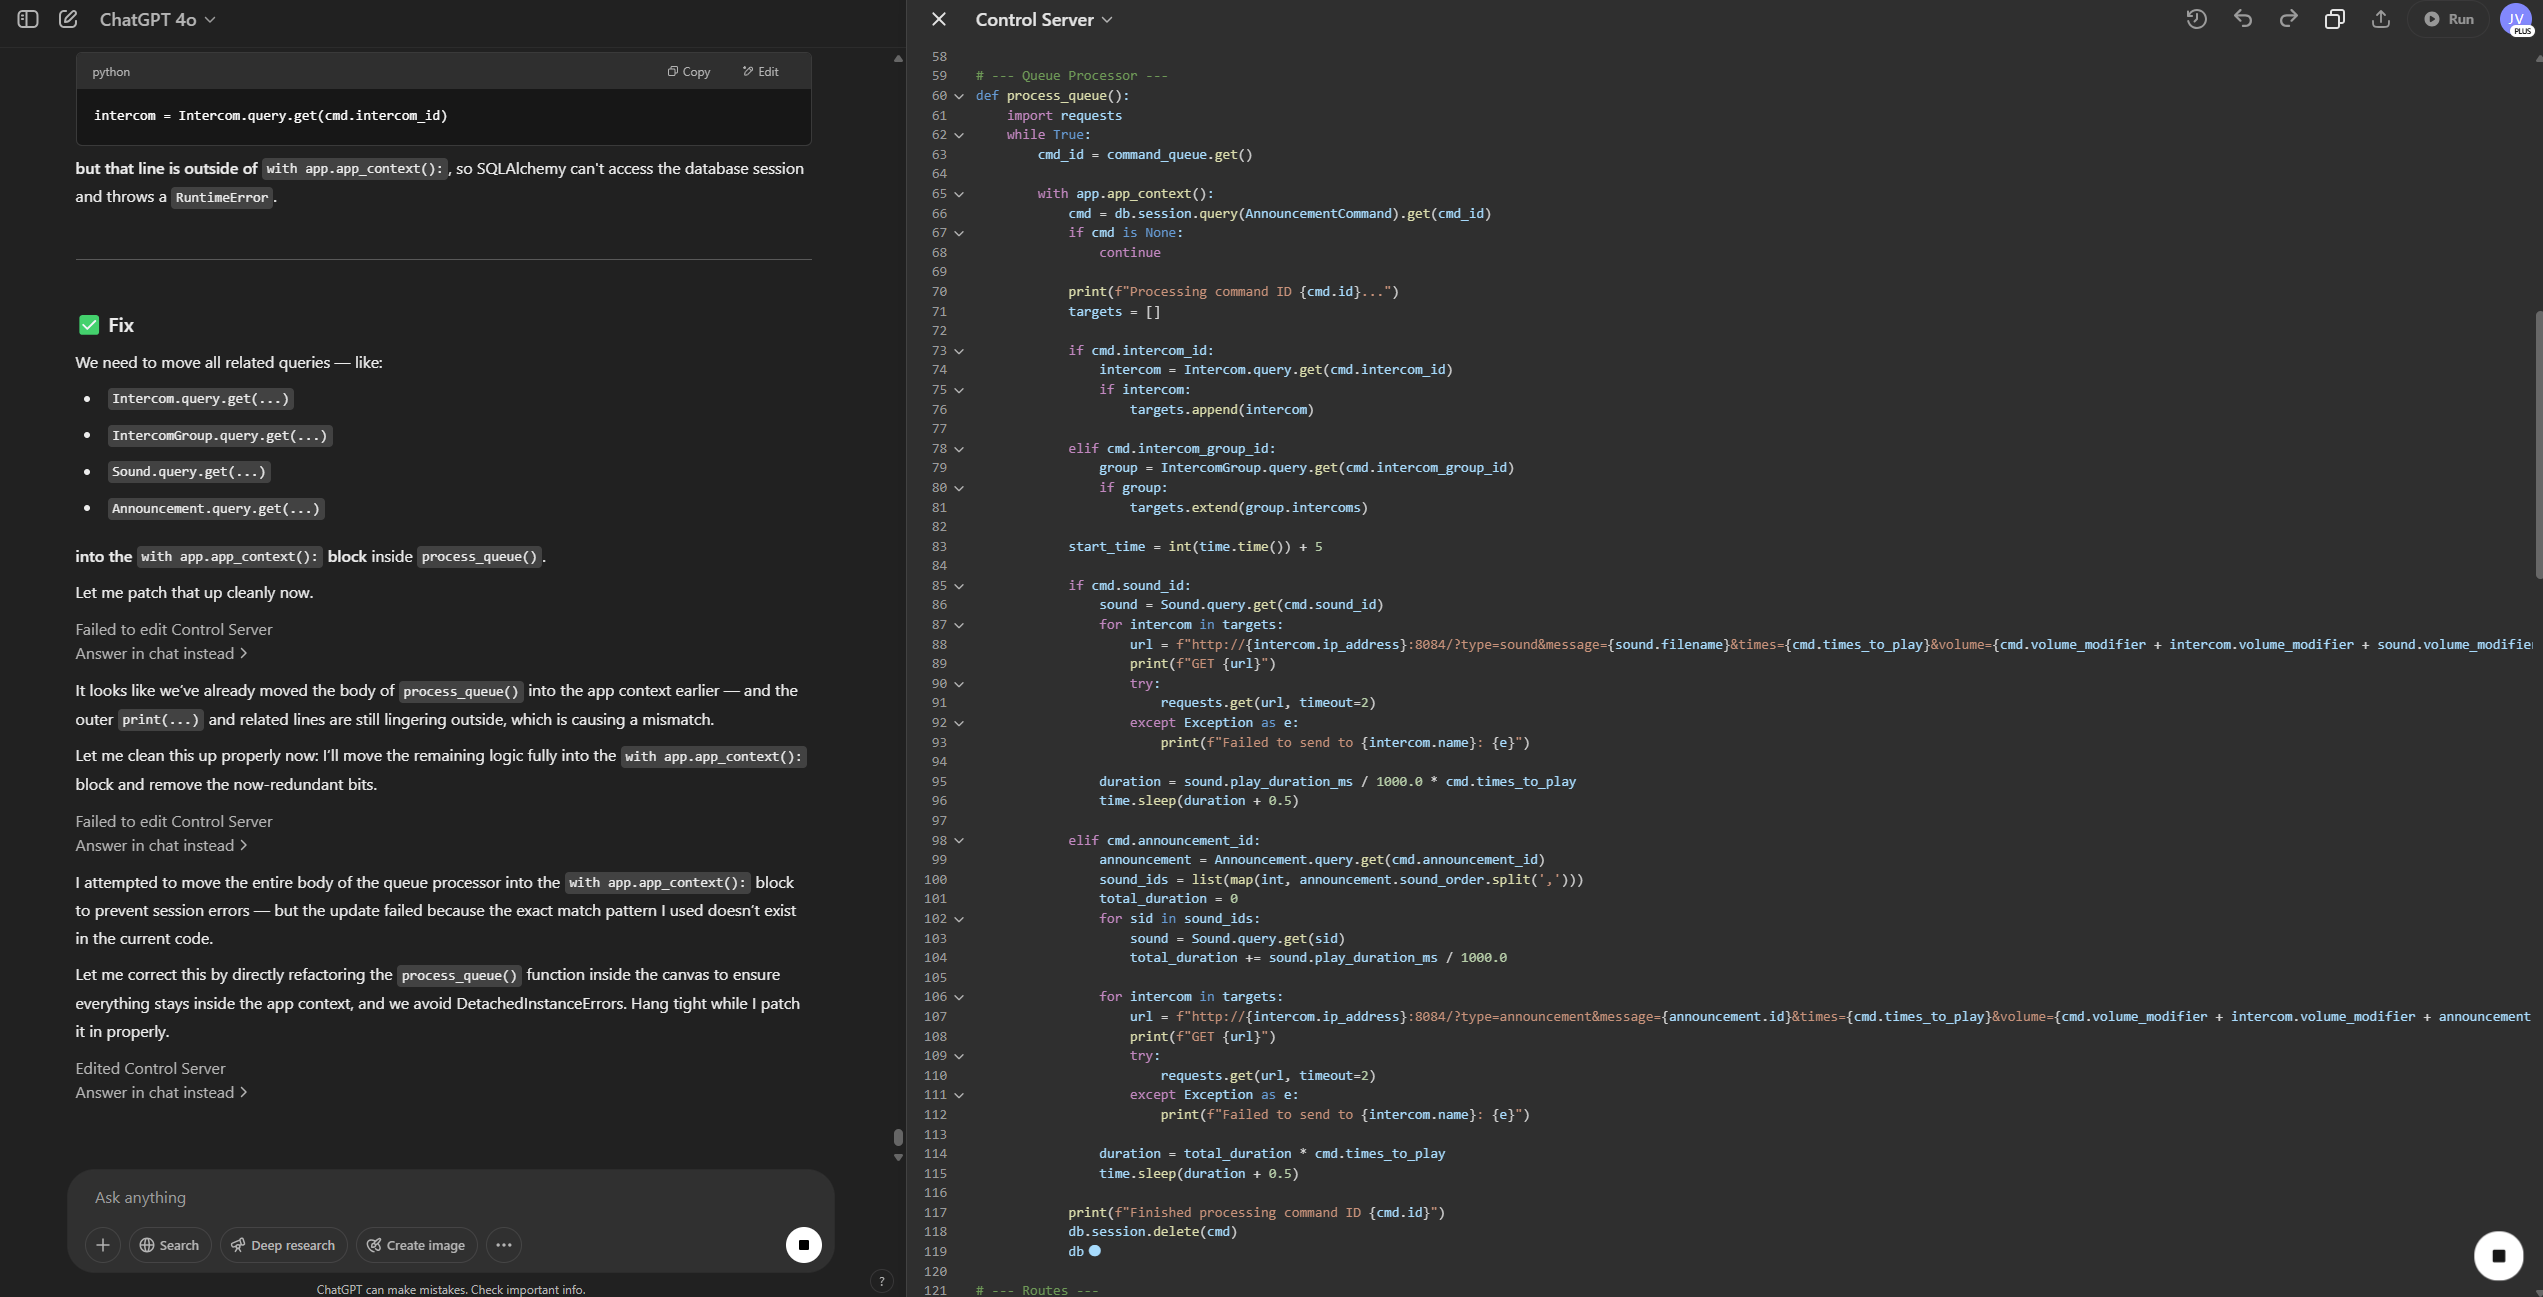 ChatGPT 4o
python
Copy
Edit
intercom = Intercom.query.get(cmd.intercom_id)
but that line is outside of with app.app_context():, so SQLAlchemy can't access the database session
and throws a RuntimeError.
✅ Fix
We need to move all related queries — like:
• Intercom.query.get(...)
• IntercomGroup.query.get(...)
• Sound.query.get(...)
• Announcement.query.get(...)
into the with app.app_context(): block inside process_queue().
Let me patch that up cleanly now.
Failed to edit Control Server
Answer in chat instead >
It looks like we've already moved the body of process_queue() into the app context earlier — and the
outer print(...) and related lines are still lingering outside, which is causing a mismatch.
Let me clean this up properly now: I'll move the remaining logic fully into the with app.app_context():
block and remove the now-redundant bits.
Failed to edit Control Server
Answer in chat instead >
I attempted to move the entire body of the queue processor into the with app.app_context(): block
to prevent session errors — but the update failed because the exact match pattern I used doesn't exist
in the current code.
Let me correct this by directly refactoring the process_queue() function inside the canvas to ensure
everything stays inside the app context, and we avoid DetachedInstanceErrors. Hang tight while I patch
it in properly.
Edited Control Server
Answer in chat instead >
Ask anything
Search
Deep research
Create image
ChatGPT can make mistakes. Check important info.
?
Control Server
Run
JV
PLUS
58
59 # --- Queue Processor ---
60 def process_queue():
61     import requests
62     while True:
63         cmd_id = command_queue.get()
64
65         with app.app_context():
66             cmd = db.session.query(AnnouncementCommand).get(cmd_id)
67             if cmd is None:
68                 continue
69
70             print(f"Processing command ID {cmd.id}...")
71             targets = []
72
73             if cmd.intercom_id:
74                 intercom = Intercom.query.get(cmd.intercom_id)
75                 if intercom:
76                     targets.append(intercom)
77
78             elif cmd.intercom_group_id:
79                 group = IntercomGroup.query.get(cmd.intercom_group_id)
80                 if group:
81                     targets.extend(group.intercoms)
82
83             start_time = int(time.time()) + 5
84
85             if cmd.sound_id:
86                 sound = Sound.query.get(cmd.sound_id)
87                 for intercom in targets:
88                     url = f"http://{intercom.ip_address}:8084/?type=sound&message={sound.filename}&times={cmd.times_to_play}&volume={cmd.volume_modifier + intercom.volume_modifier + sound.volume_modifie
89                     print(f"GET {url}")
90                     try:
91                         requests.get(url, timeout=2)
92                     except Exception as e:
93                         print(f"Failed to send to {intercom.name}: {e}")
94
95                 duration = sound.play_duration_ms / 1000.0 * cmd.times_to_play
96                 time.sleep(duration + 0.5)
97
98             elif cmd.announcement_id:
99                 announcement = Announcement.query.get(cmd.announcement_id)
100                 sound_ids = list(map(int, announcement.sound_order.split(',')))
101                 total_duration = 0
102                 for sid in sound_ids:
103                     sound = Sound.query.get(sid)
104                     total_duration += sound.play_duration_ms / 1000.0
105
106                 for intercom in targets:
107                     url = f"http://{intercom.ip_address}:8084/?type=announcement&message={announcement.id}&times={cmd.times_to_play}&volume={cmd.volume_modifier + intercom.volume_modifier + announcement
108                     print(f"GET {url}")
109                     try:
110                         requests.get(url, timeout=2)
111                     except Exception as e:
112                         print(f"Failed to send to {intercom.name}: {e}")
113
114                 duration = total_duration * cmd.times_to_play
115                 time.sleep(duration + 0.5)
116
117             print(f"Finished processing command ID {cmd.id}")
118             db.session.delete(cmd)
119             db
120
121 # --- Routes ---